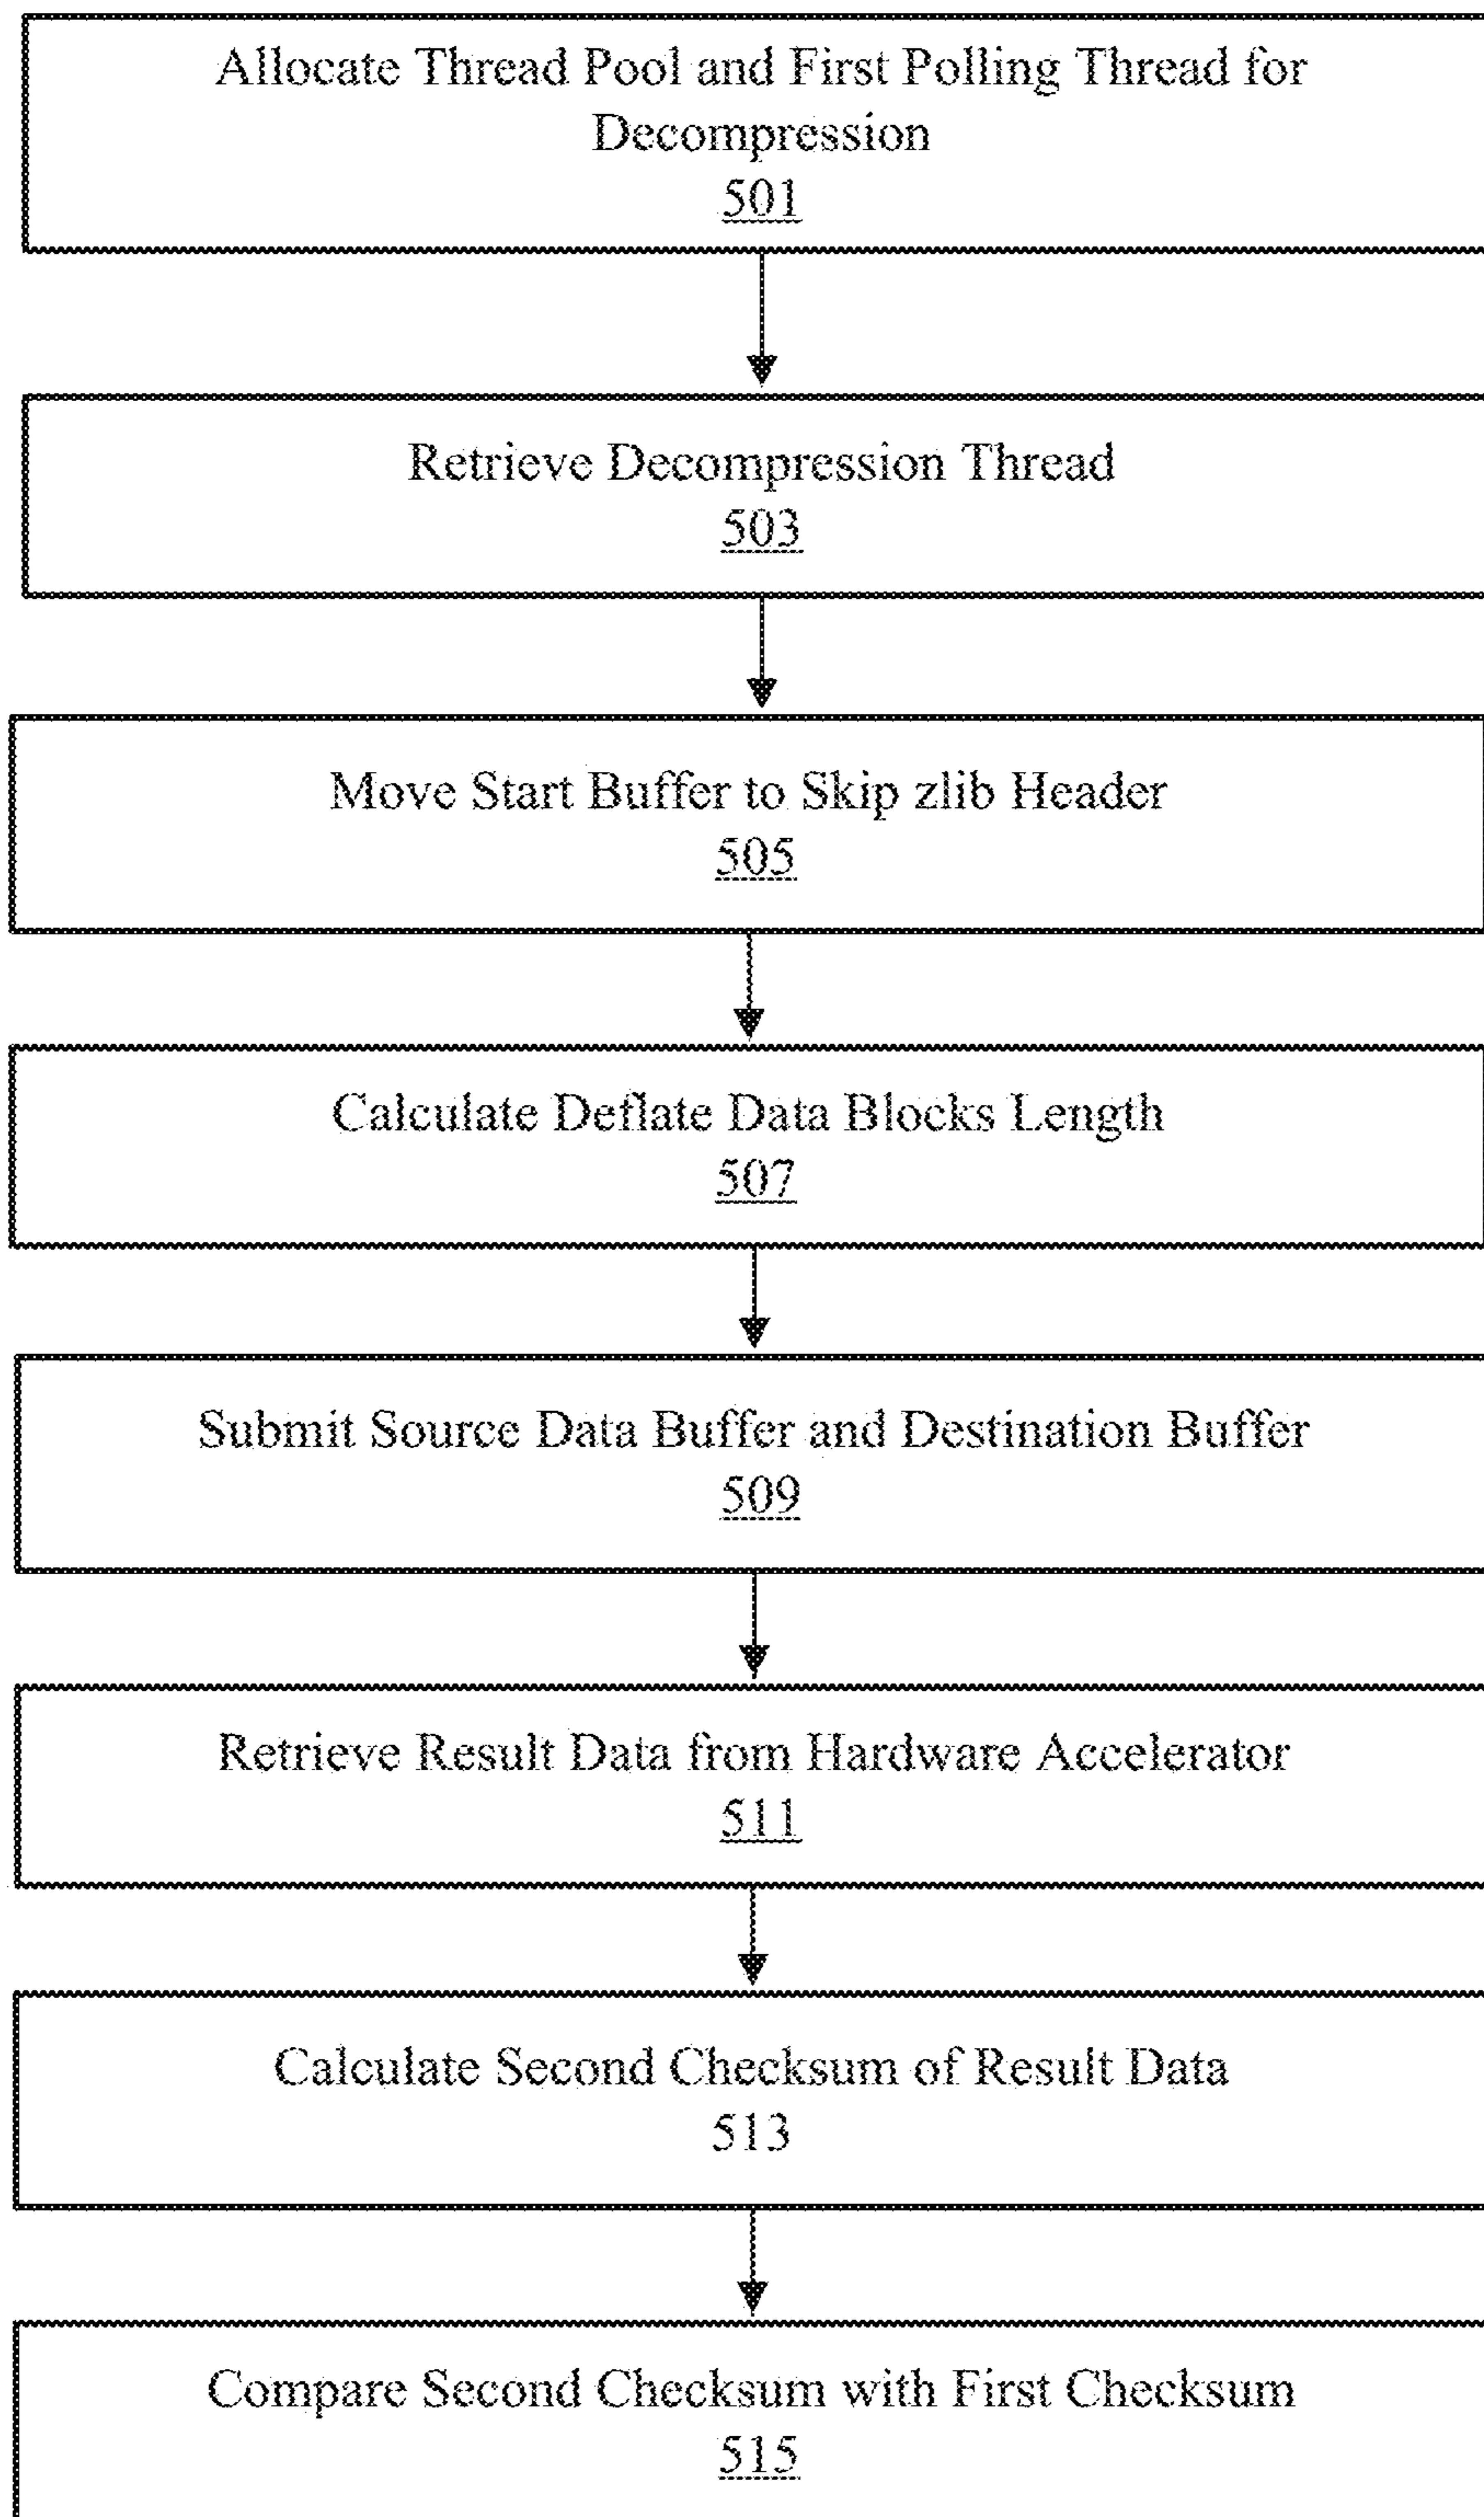 Allocate Thread Pool and First Polling Thread for
Decompression
501
Retrieve Decompression Thread
503
Move Start Buffer to Skip zlib Header
505
Calculate Deflate Data Blocks Length
507
Submit Source Data Buffer and Destination Buffer
509
Retrieve Result Data from Hardware Accelerator
511
Calculate Second Checksum of Result Data
513
Compare Second Checksum with First Checksum
515